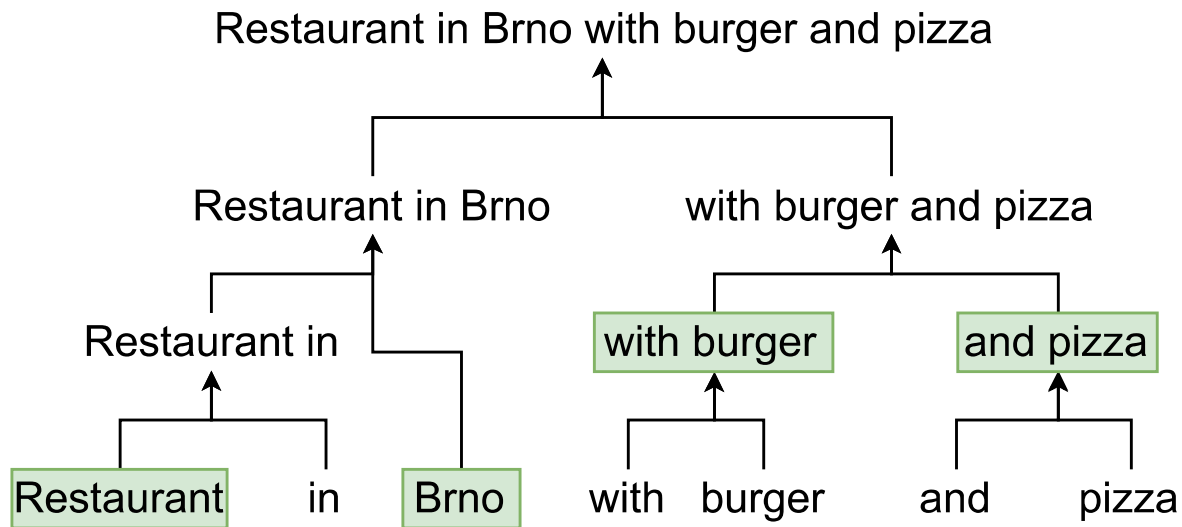 Restaurant in Brno with burger and pizza
Restaurant in Brno
with burger and pizza
Restaurant in
with burger
and pizza
Restaurant
in
Brno
with
burger
and
pizza